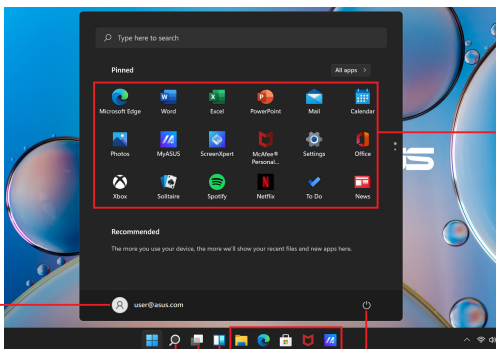 Type here to search
Pinned
All apps >
Microsoft Edge
Word
Excel
PowerPoint
Mail
Calendar
Photos
MyASUS
ScreenXpert
McAfee®
Personal...
Settings
Office
Xbox
Solitaire
Spotify
Netflix
To Do
News
Recommended
The more you use your device, the more we'll show your recent files and new apps here.
user@asus.com